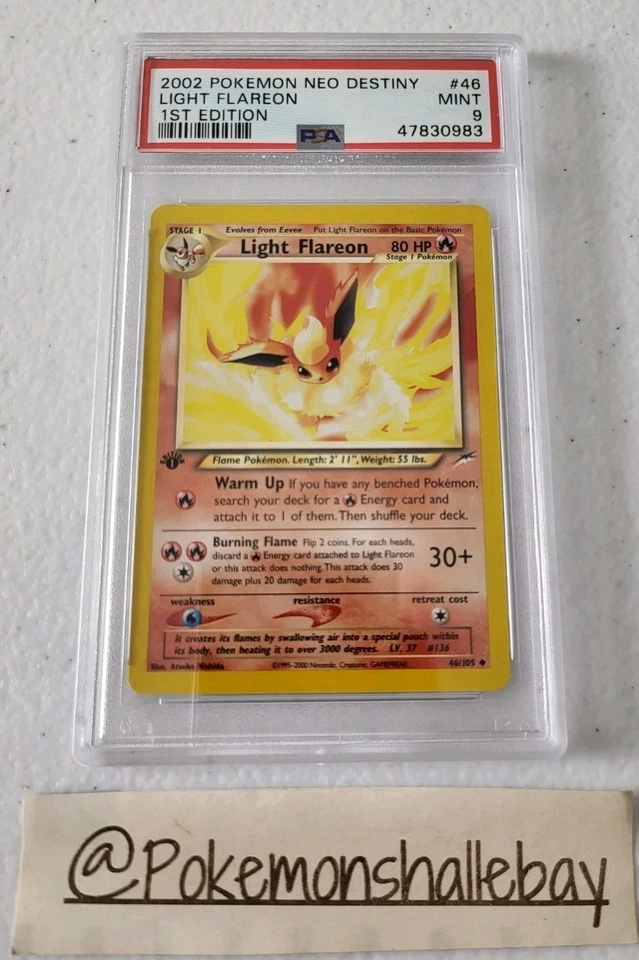 2002 POKEMON NEO DESTINY #46
LIGHT FLAREON MINT
1ST EDITION 9
PSA 47830983
STAGE 1 Evolves from Eevee Put Light Flareon on the Basic Pokémon
Light Flareon 80 HP
Stage 1 Pokémon
EDITION 1
Flame Pokémon. Length: 2' 11", Weight: 55 lbs.
Warm Up If you have any benched Pokémon,
search your deck for a Energy card and
attach it to 1 of them. Then shuffle your deck.
Burning Flame Flip 2 coins. For each heads,
discard a Energy card attached to Light Flareon
or this attack does nothing. This attack does 30
damage plus 20 damage for each heads.
30+
weakness resistance retreat cost
It creates its flames by swallowing air into a special pouch within
its body, then heating it to over 3000 degrees. LV. 37 #136
Illus. Atsuko Nishida ©1995-2000 Nintendo, Creatures, GAMEFREAK. 46/105
@Pokemonshallebay